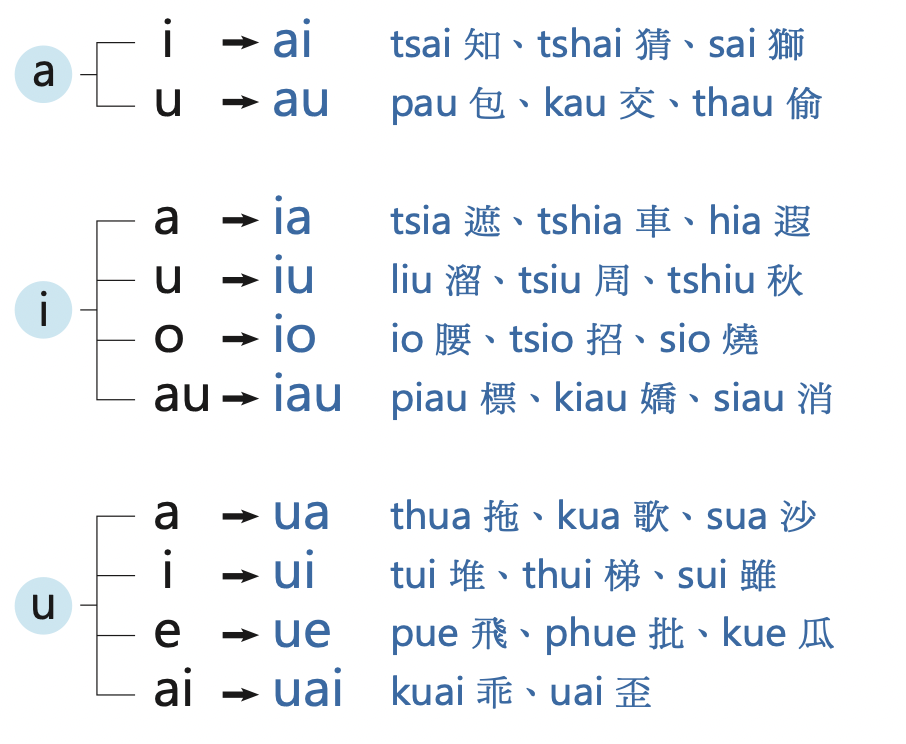 a
i → ai tsai 知、tshai 猜、sai 獅
u → au pau 包、kau 交、thau 偷
i
a → ia tsia 遮、tshia 車、hia 遐
u → iu liu 溜、tsiu 周、tshiu 秋
o → io io 腰、tsio 招、sio 燒
au → iau piau 標、kiau 嬌、siau 消
u
a → ua thua 拖、kua 歌、sua 沙
i → ui tui 堆、thui 梯、sui 雖
e → ue pue 飛、phue 批、kue 瓜
ai → uai kuai 乖、uai 歪